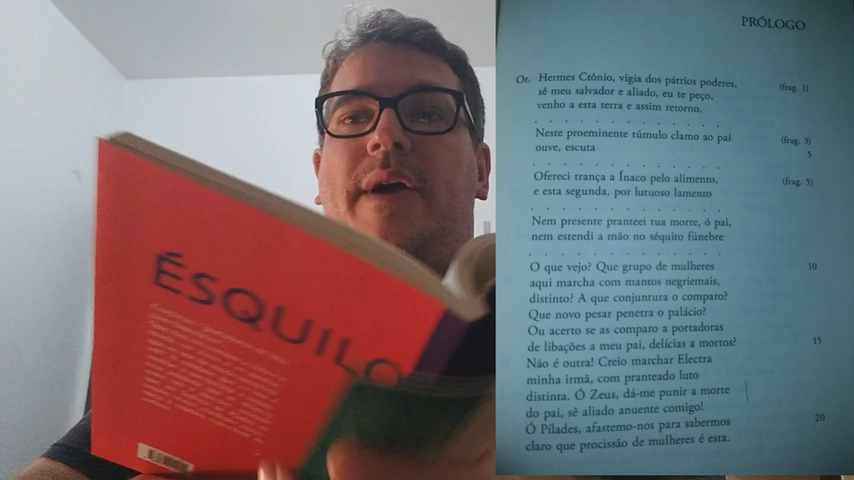 ÉSQUILO
PRÓLOGO
Or. Hermes Ctônio, vigia dos pátrios poderes, (frag. 1)
sê meu salvador e aliado, eu te peço,
venho a esta terra e assim retorno.
. . . . . . . . . . . .
Neste proeminente túmulo clamo ao pai (frag. 3)
ouve, escuta 5
. . . . . . . . . . . .
Ofereci trança a Ínaco pelo alimento, (frag. 5)
e esta segunda, por lutuoso lamento
. . . . . . . . . . . .
Nem presente pranteei tua morte, ó pai,
nem estendi a mão no séquito fúnebre
. . . . . . . . . . . .
O que vejo? Que grupo de mulheres 10
aqui marcha com mantos negriemais,
distinto? A que conjuntura o comparo?
Que novo pesar penetra o palácio?
Ou acerto se as comparo a portadoras
de libações a meu pai, delícias a mortos? 15
Não é outra! Creio marchar Electra
minha irmã, com pranteado luto
distinta. Ó Zeus, dá-me punir a morte
do pai, sê aliado anuente comigo!
Ó Pílades, afastemo-nos para sabermos 20
claro que procissão de mulheres é esta.